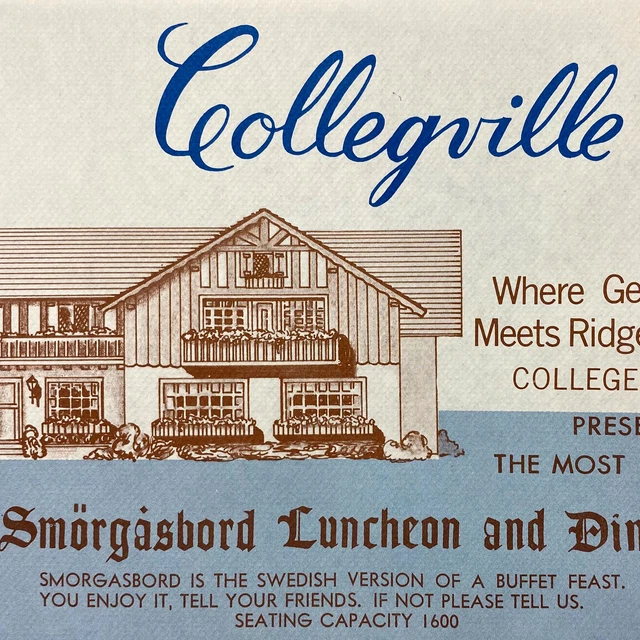 Collegville
Where Ge
Meets Ridge
COLLEGE
PRESE
THE MOST
Smörgåsbord Luncheon and Din
SMORGASBORD IS THE SWEDISH VERSION OF A BUFFET FEAST.
YOU ENJOY IT, TELL YOUR FRIENDS. IF NOT PLEASE TELL US.
SEATING CAPACITY 1600